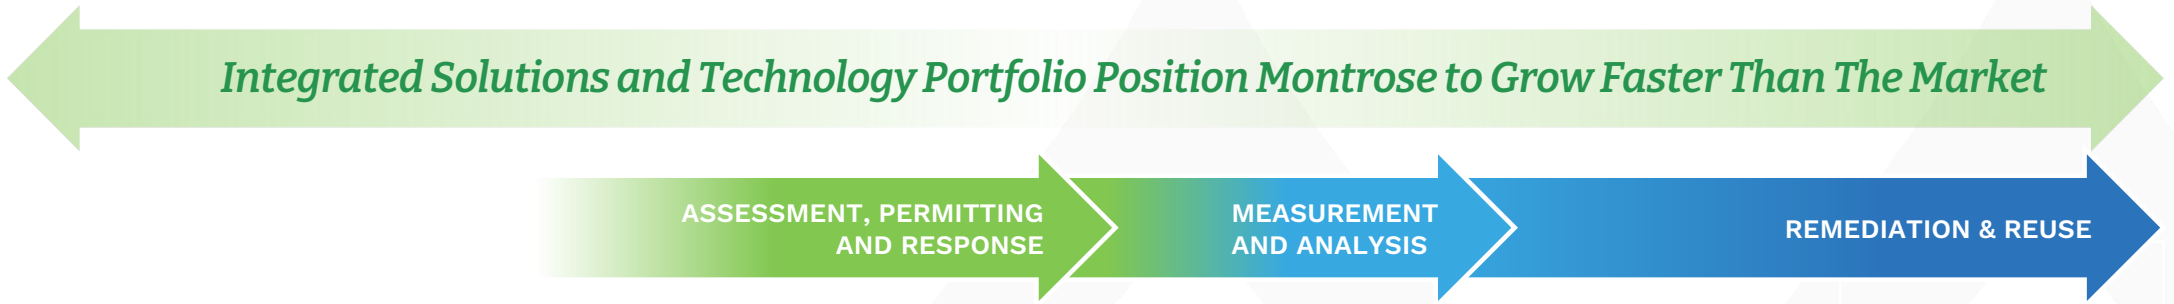 Integrated Solutions and Technology Portfolio Position Montrose to Grow Faster Than The Market
ASSESSMENT, PERMITTING
AND RESPONSE
MEASUREMENT
AND ANALYSIS
REMEDIATION & REUSE